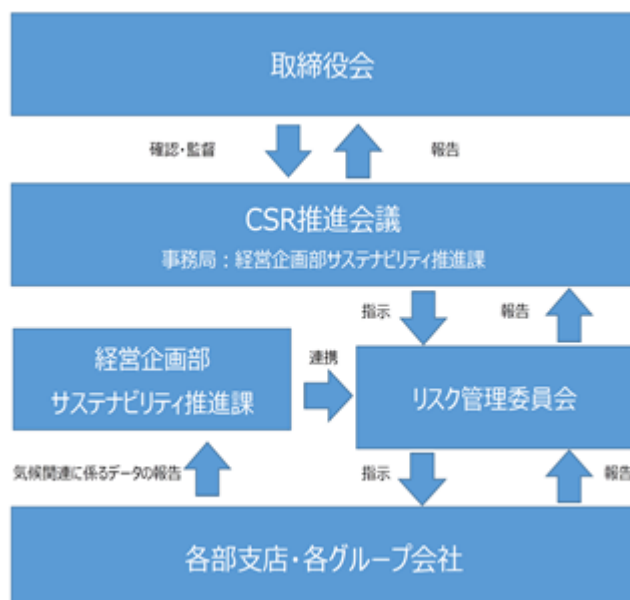 取締役会
確認・監督
報告
CSR推進会議
事務局：経営企画部サステナビリティ推進課
指示
報告
経営企画部
サステナビリティ推進課
連携
リスク管理委員会
気候関連に係るデータの報告
指示
報告
各部支店・各グループ会社